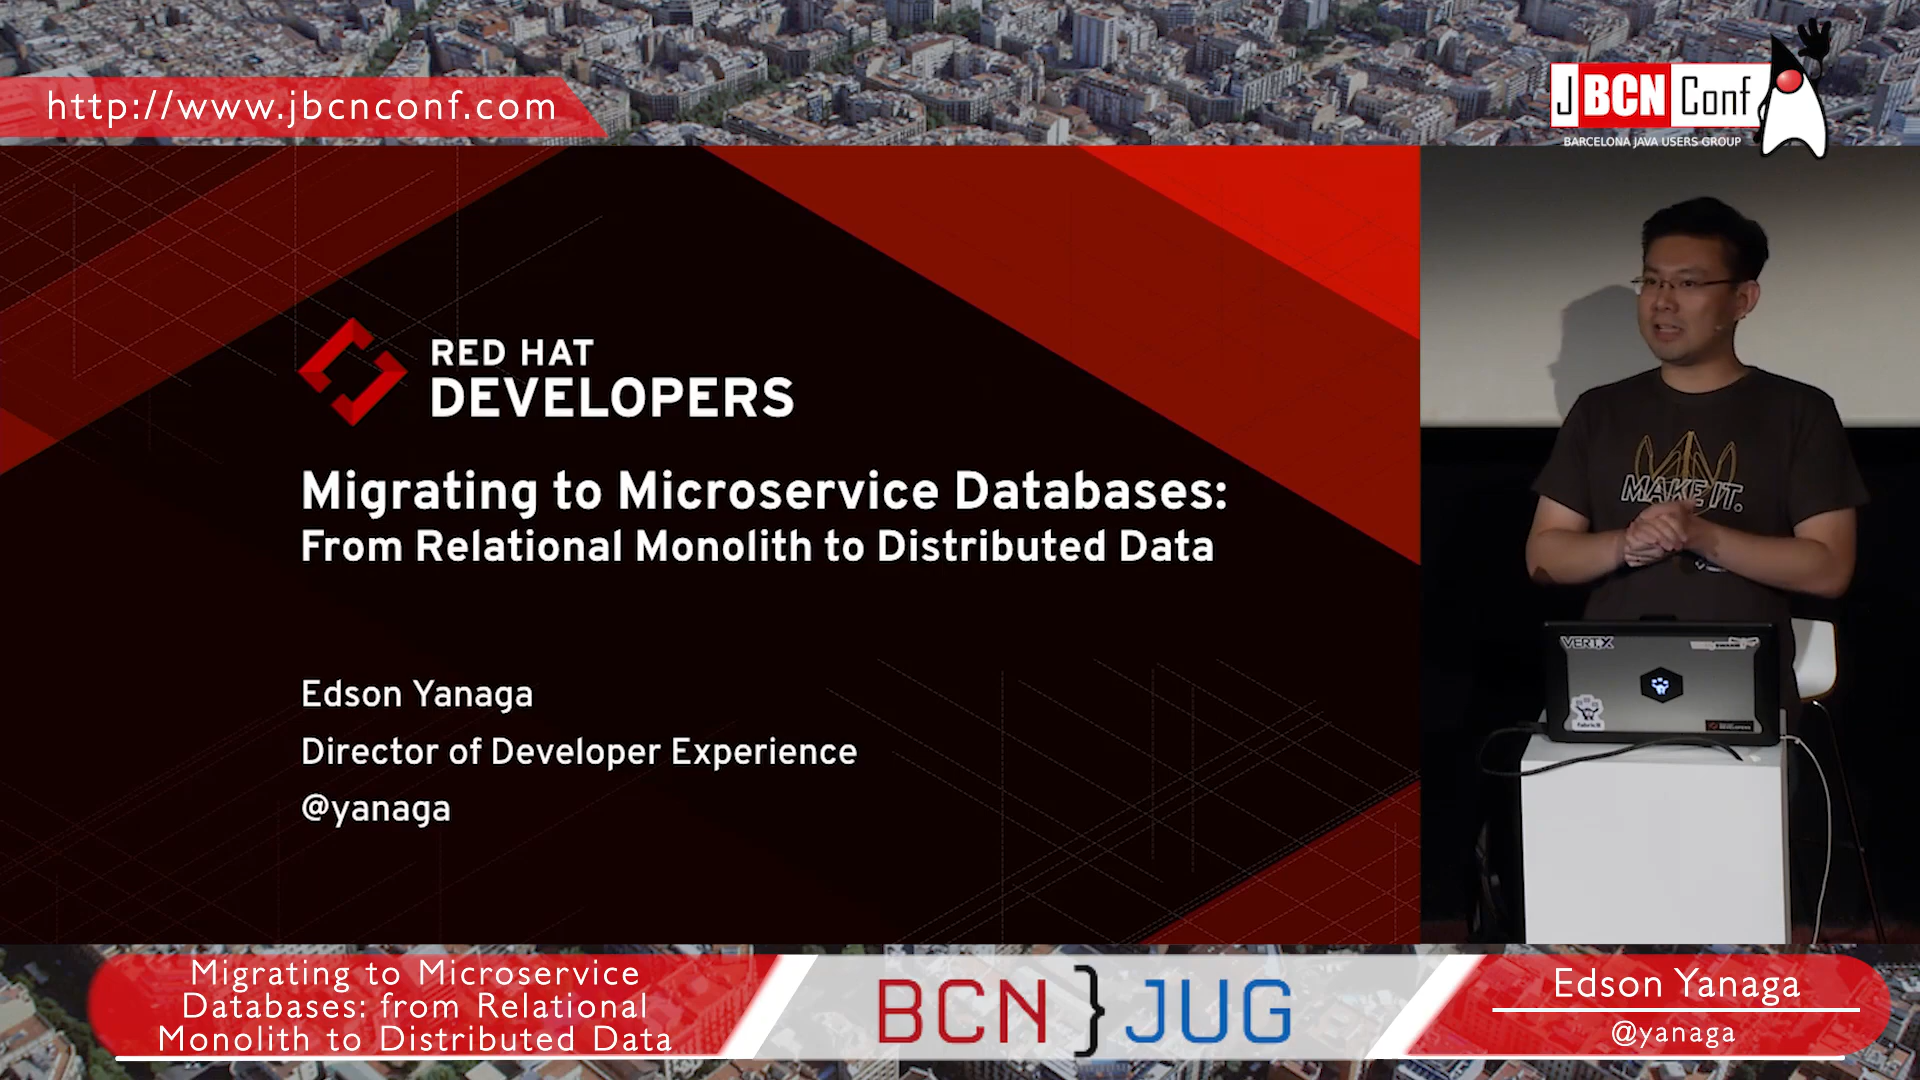 http://www.jbcnconf.com
JBCNConf
BARCELONA JAVA USERS GROUP
RED HAT
DEVELOPERS
Migrating to Microservice Databases:
From Relational Monolith to Distributed Data
Edson Yanaga
Director of Developer Experience
@yanaga
MAKE IT.
VERT.X
Migrating to Microservice
Databases: from Relational
Monolith to Distributed Data
BCN}JUG
Edson Yanaga
@yanaga